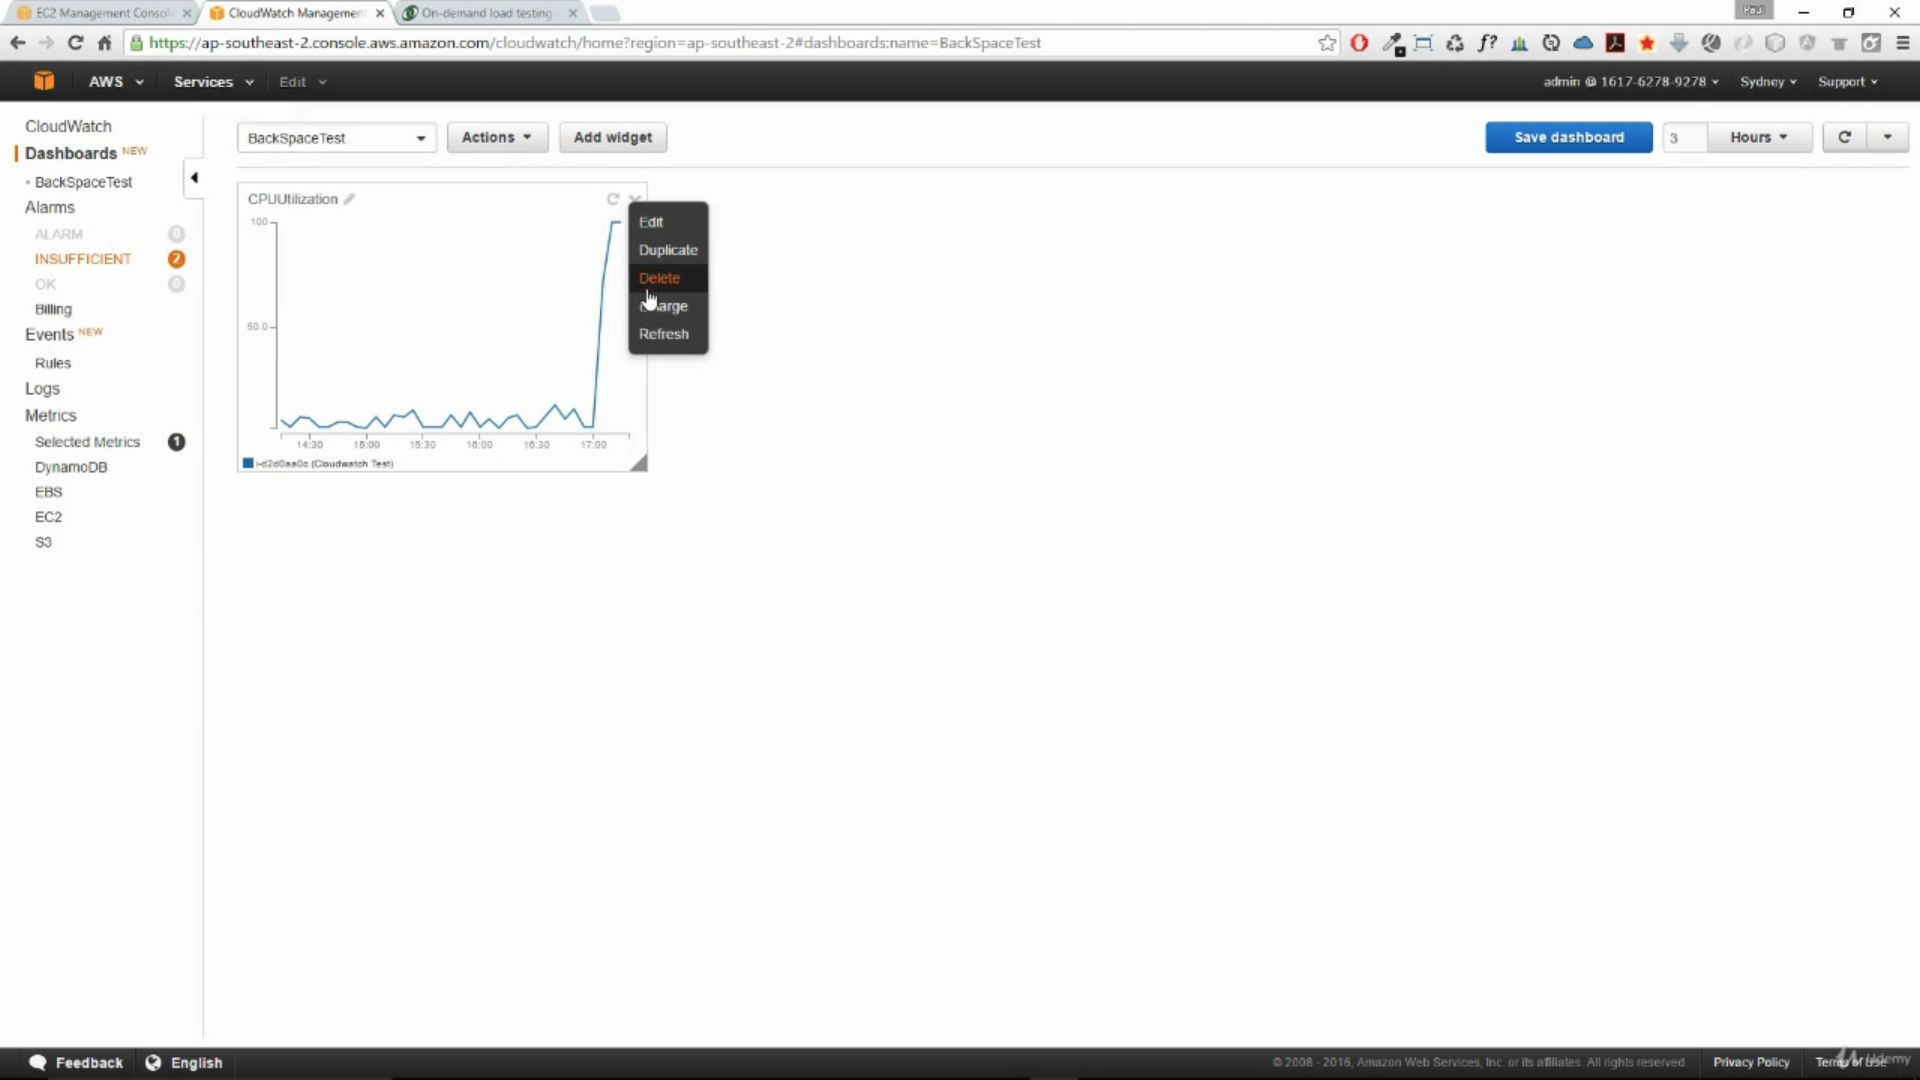 EC2 Management Consol
CloudWatch Management
On-demand load testing
Paul
https://ap-southeast-2.console.aws.amazon.com/cloudwatch/home?region=ap-southeast-2#dashboards:name=BackSpaceTest
f?
AWS
Services
Edit
admin @ 1617-6278-9278
Sydney
Support
CloudWatch
Dashboards NEW
BackSpaceTest
Alarms
ALARM 0
INSUFFICIENT 2
OK 0
Billing
Events NEW
Rules
Logs
Metrics
Selected Metrics 1
DynamoDB
EBS
EC2
S3
BackSpaceTest
Actions
Add widget
Save dashboard
3
Hours
CPUUtilization
100
50.0
14:30 15:00 15:30 16:00 16:30 17:00
i-d2d0aa0c (Cloudwatch Test)
Edit
Duplicate
Delete
Refresh
Feedback
English
© 2008 - 2016, Amazon Web Services, Inc. or its affiliates. All rights reserved.
Privacy Policy
Terms of Use
Udemy